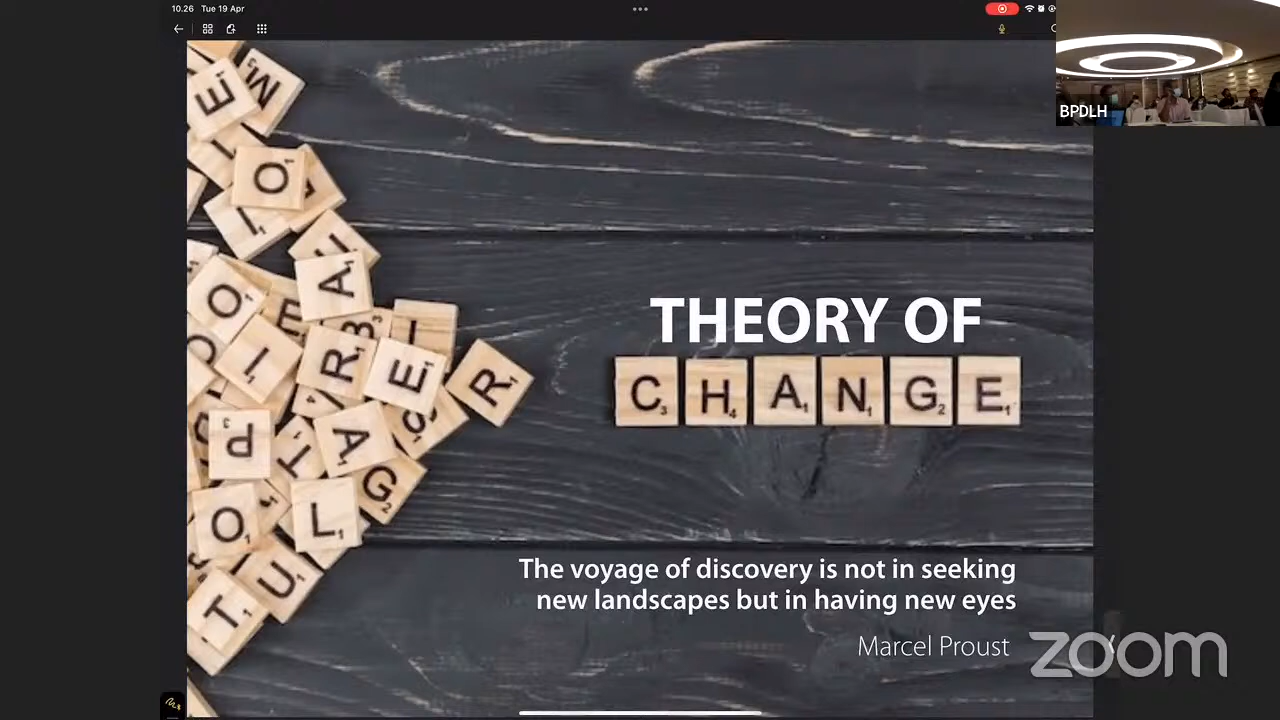 10.26 Tue 19 Apr
BPDLH
THEORY OF
CHANGE
The voyage of discovery is not in seeking
new landscapes but in having new eyes
Marcel Proust
zoom